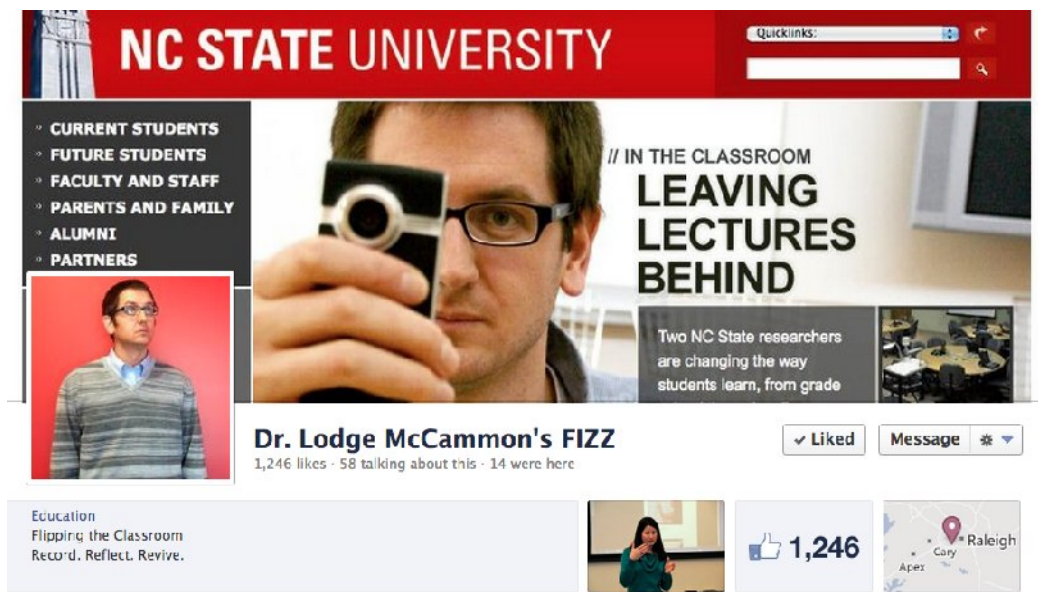 NC STATE UNIVERSITY
Quicklinks:
CURRENT STUDENTS
FUTURE STUDENTS
FACULTY AND STAFF
PARENTS AND FAMILY
ALUMNI
PARTNERS
// IN THE CLASSROOM
LEAVING
LECTURES
BEHIND
Two NC State researchers
are changing the way
students learn, from grade
Dr. Lodge McCammon's FIZZ
1,246 likes · 58 talking about this · 14 were here
Liked
Message
Education
Flipping the Classroom
Record. Reflect. Revive.
1,246
Raleigh
Cary
Apex